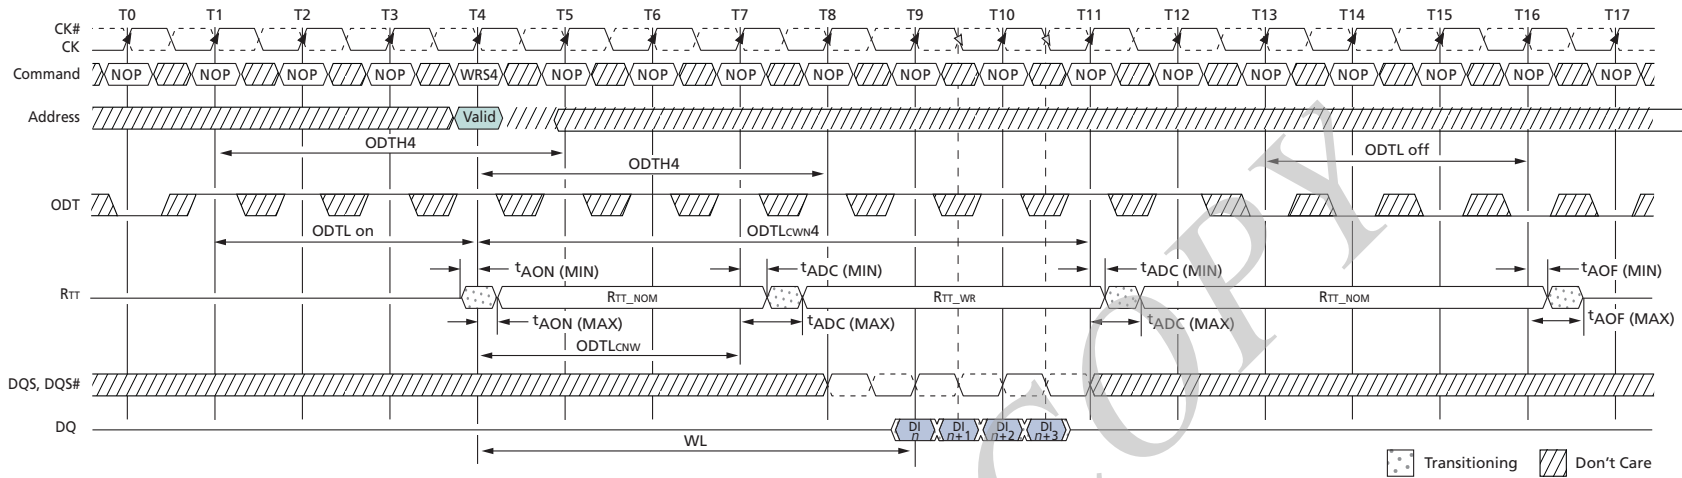 T0 T1 T2 T3 T4 T5 T6 T7 T8 T9 T10 T11 T12 T13 T14 T15 T16 T17
CK#
CK
Command NOP NOP NOP NOP WRS4 NOP NOP NOP NOP NOP NOP NOP NOP NOP NOP NOP NOP NOP
Address Valid
ODTH4
ODTH4
ODTL off
ODT
ODTL on
ODTLCWN4
tAON (MIN)
tADC (MIN)
tADC (MIN)
tAOF (MIN)
RTT
RTT_NOM
RTT_WR
RTT_NOM
tAON (MAX)
tADC (MAX)
tADC (MAX)
tAOF (MAX)
ODTLCNW
DQS, DQS#
DQ
DI n
DI n+1
DI n+2
DI n+3
WL
Transitioning
Don't Care
COPY